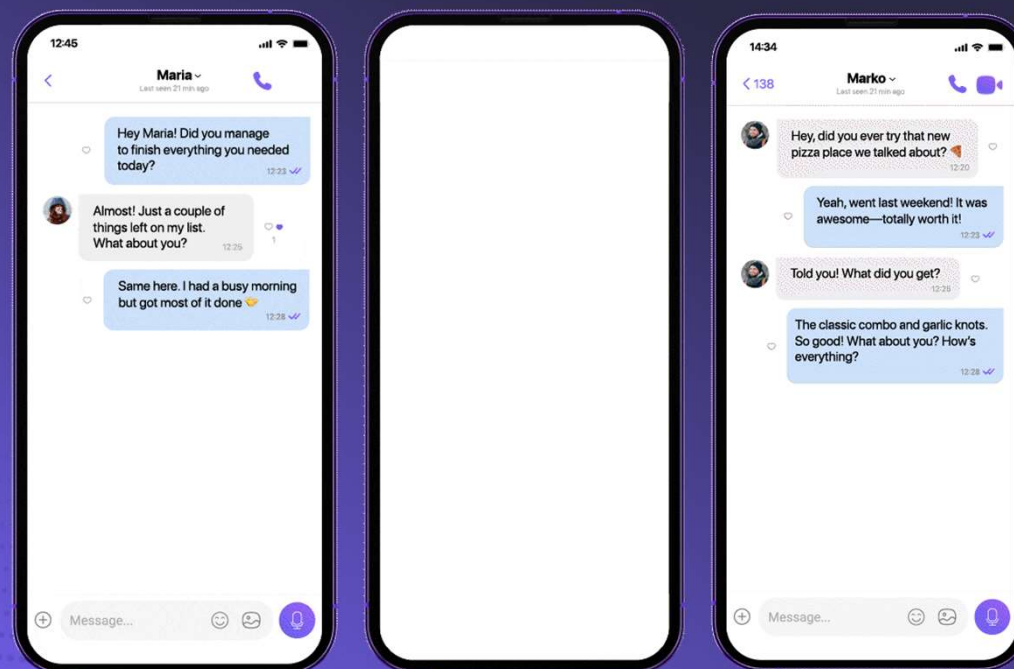 12:45
Maria
Last seen 21 min ago
Hey Maria! Did you manage
to finish everything you needed
today?
12:23
Almost! Just a couple of
things left on my list.
What about you?
12:25
1
Same here. I had a busy morning
but got most of it done
12:28
Message...
14:34
138
Marko
Last seen 21 min ago
Hey, did you ever try that new
pizza place we talked about?
12:20
Yeah, went last weekend! It was
awesome—totally worth it!
12:23
Told you! What did you get?
12:25
The classic combo and garlic knots.
So good! What about you? How's
everything?
12:28
Message...